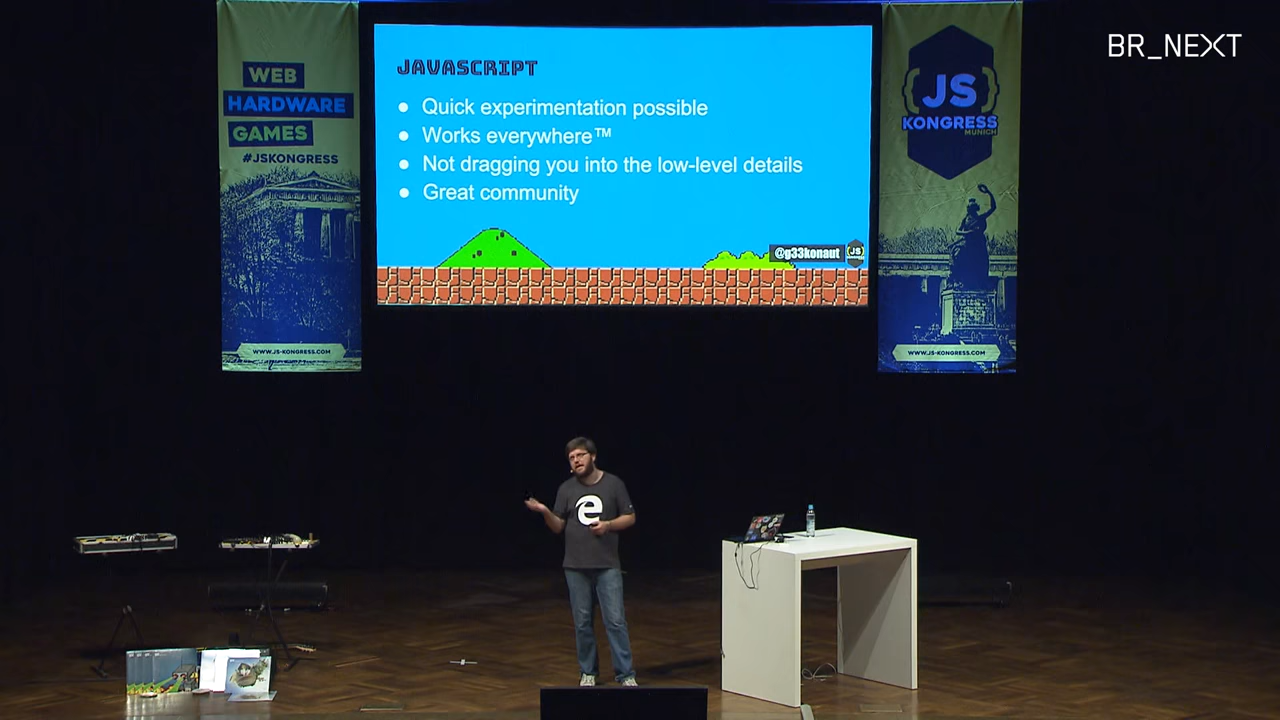 BR_NEXT
WEB
HARDWARE
GAMES
#JSKONGRESS
WWW.JS-KONGRESS.COM
JAVASCRIPT
Quick experimentation possible
Works everywhere™
Not dragging you into the low-level details
Great community
@g33konaut
JS
{JS}
KONGRESS
MUNICH
WWW.JS-KONGRESS.COM
e